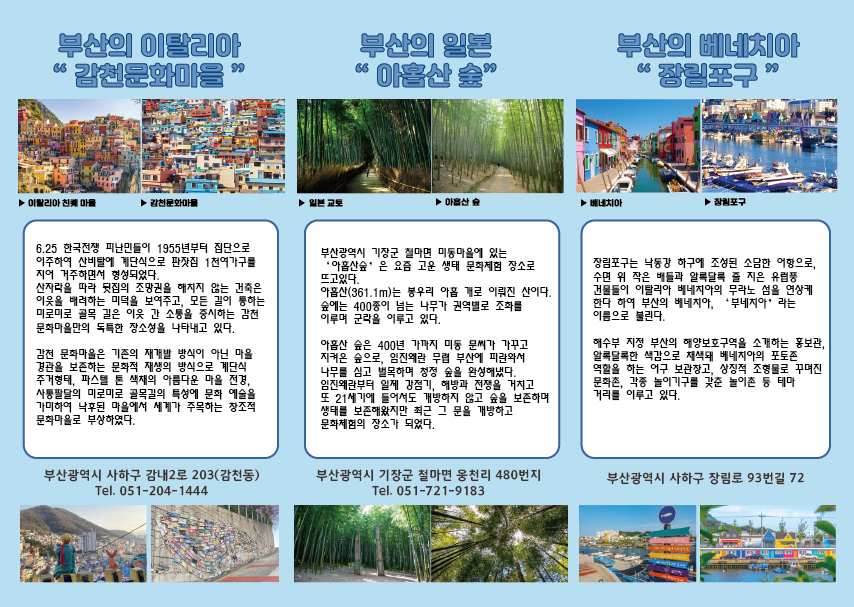 부산의 이탈리아
“ 감천문화마을 ”
▶ 이탈리아 친퀘 마을
▶ 감천문화마을
6.25 한국전쟁 피난민들이 1955년부터 집단으로
이주하여 산비탈에 계단식으로 판잣집 1천여가구를
지어 거주하면서 형성되었다.
산자락을 따라 뒷집의 조망권을 해치지 않는 건축은
이웃을 배려하는 미덕을 보여주고, 모든 길이 통하는
미로미로 골목 길은 이웃 간 소통을 중시하는 감천
문화마을만의 독특한 장소성을 나타내고 있다.
감천 문화마을은 기존의 재개발 방식이 아닌 마을
경관을 보존하는 문화적 재생의 방식으로 계단식
주거형태, 파스텔 톤 색채의 아름다운 마을 전경,
사통팔달의 미로미로 골목길의 특성에 문화 예술을
가미하여 낙후된 마을에서 세계가 주목하는 창조적
문화마을로 부상하였다.
부산광역시 사하구 감내2로 203(감천동)
Tel. 051-204-1444
부산의 일본
“ 아홉산 숲 ”
▶ 일본 교토
▶ 아홉산 숲
부산광역시 기장군 철마면 미동마을에 있는
‘아홉산숲’은 요즘 고운 생태 문화체험 장소로
뜨고있다.
아홉산(361.1m)는 봉우리 아홉 개로 이뤄진 산이다.
숲에는 400종이 넘는 나무가 권역별로 조화를
이루며 군락을 이루고 있다.
아홉산 숲은 400년 가까지 미동 문씨가 가꾸고
지켜온 숲으로, 임진왜란 무렵 부산에 피란와서
나무를 심고 벌목하며 청정 숲을 완성해냈다.
임진왜란부터 일제 강점기, 해방과 전쟁을 거치고
또 21세기에 들어서도 개방하지 않고 숲을 보존하며
생태를 보존해왔지만 최근 그 문을 개방하고
문화체험의 장소가 되었다.
부산광역시 기장군 철마면 웅천리 480번지
Tel. 051-721-9183
부산의 베네치아
“ 장림포구 ”
▶ 베네치아
▶ 장림포구
장림포구는 낙동강 하구에 조성된 소담한 어항으로,
수면 위 작은 배들과 알록달록 줄 지은 유럽풍
건물들이 이탈리아 베네치아의 무라노 섬을 연상케
한다 하여 부산의 베네치아, ‘부네치아’라는
이름으로 불린다.
해수부 지정 부산의 해양보호구역을 소개하는 홍보관,
알록달록한 색감으로 채색돼 베네치아의 포토존
역할을 하는 어구 보관창고, 상징적 조형물로 꾸며진
문화촌, 각종 놀이기구를 갖춘 놀이촌 등 테마
거리를 이루고 있다.
부산광역시 사하구 장림로 93번길 72